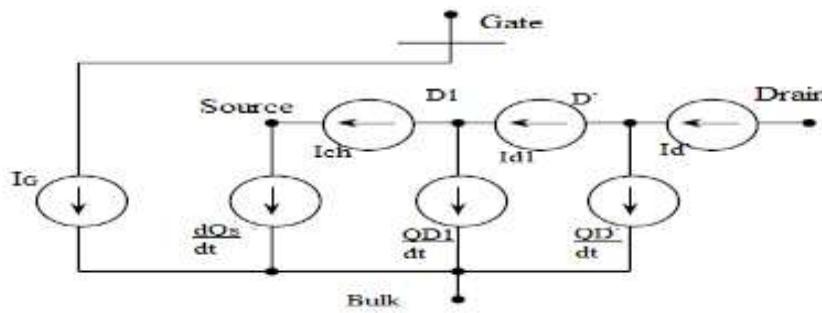 Gate
Source
D1
D'
Drain
Ich
Id1
Id'
IG
dQs
dt
QD1
dt
QD'
dt
Bulk